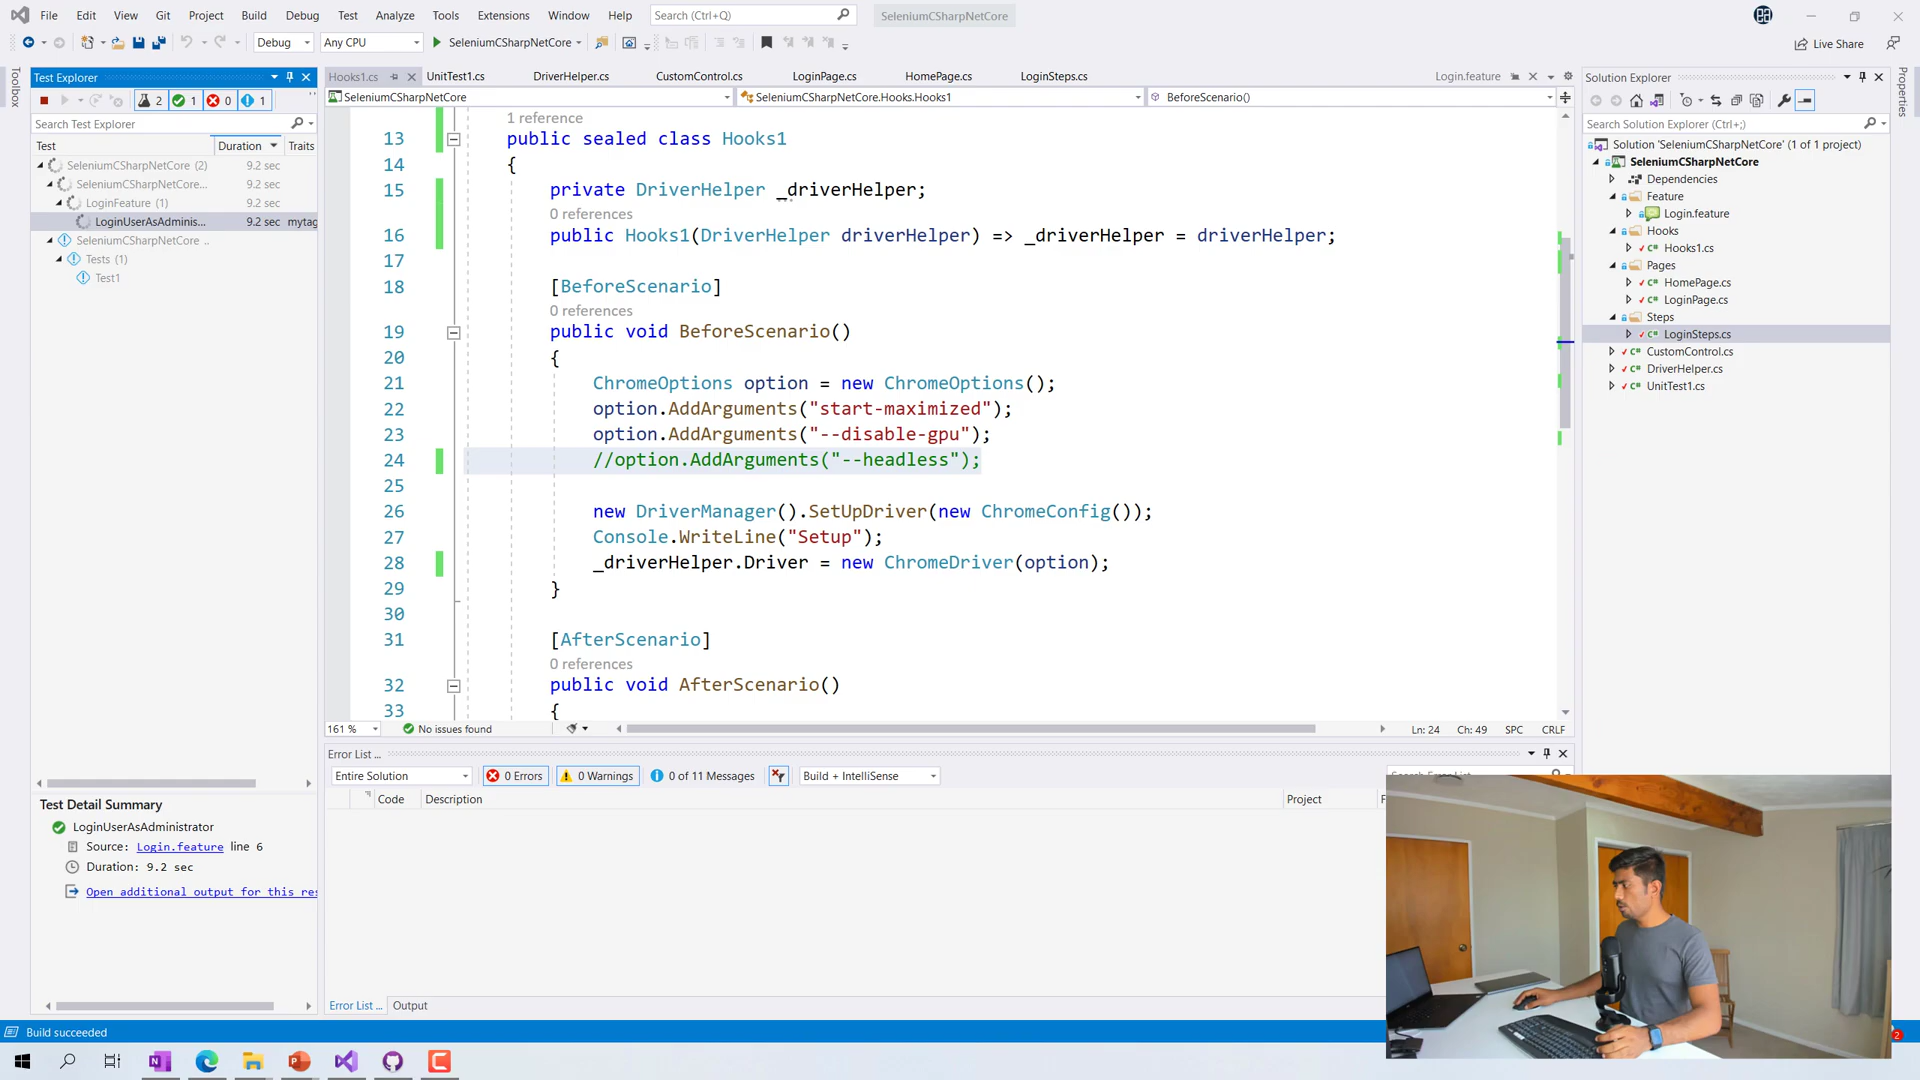 File Edit View Git Project Build Debug Test Analyze Tools Extensions Window Help Search (Ctrl+Q) SeleniumCSharpNetCore
Debug Any CPU SeleniumCSharpNetCore Live Share
Toolbox
Test Explorer
2 1 0 1
Search Test Explorer
Test Duration Traits
SeleniumCSharpNetCore (2) 9.2 sec
SeleniumCSharpNetCore... 9.2 sec
LoginFeature (1) 9.2 sec
LoginUserAsAdminis... 9.2 sec mytag
SeleniumCSharpNetCore ..
Tests (1)
Test1
Test Detail Summary
LoginUserAsAdministrator
Source: Login.feature line 6
Duration: 9.2 sec
Open additional output for this res
Hooks1.cs UnitTest1.cs DriverHelper.cs CustomControl.cs LoginPage.cs HomePage.cs LoginSteps.cs Login.feature
SeleniumCSharpNetCore SeleniumCSharpNetCore.Hooks.Hooks1 BeforeScenario()
1 reference
13 public sealed class Hooks1
14 {
15 private DriverHelper _driverHelper;
0 references
16 public Hooks1(DriverHelper driverHelper) => _driverHelper = driverHelper;
17
18 [BeforeScenario]
0 references
19 public void BeforeScenario()
20 {
21 ChromeOptions option = new ChromeOptions();
22 option.AddArguments("start-maximized");
23 option.AddArguments("--disable-gpu");
24 //option.AddArguments("--headless");
25
26 new DriverManager().SetUpDriver(new ChromeConfig());
27 Console.WriteLine("Setup");
28 _driverHelper.Driver = new ChromeDriver(option);
29 }
30
31 [AfterScenario]
0 references
32 public void AfterScenario()
33 {
161 % No issues found Ln: 24 Ch: 49 SPC CRLF
Error List ...
Entire Solution 0 Errors 0 Warnings 0 of 11 Messages Build + IntelliSense
Code Description Project F
Error List ... Output
Solution Explorer
Search Solution Explorer (Ctrl+;)
Solution 'SeleniumCSharpNetCore' (1 of 1 project)
SeleniumCSharpNetCore
Dependencies
Feature
Login.feature
Hooks
Hooks1.cs
Pages
HomePage.cs
LoginPage.cs
Steps
LoginSteps.cs
CustomControl.cs
DriverHelper.cs
UnitTest1.cs
Properties
Build succeeded
2